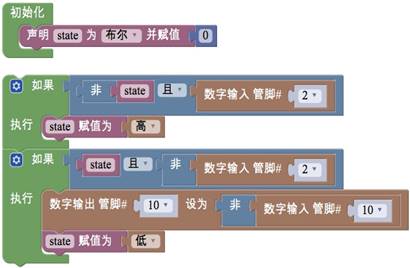 初始化
声明 state 为 布尔 并赋值 0
如果 非 state 且 数字输入 管脚# 2
执行 state 赋值为 高
如果 state 且 非 数字输入 管脚# 2
执行 数字输出 管脚# 10 设为 非 数字输入 管脚# 10
state 赋值为 低